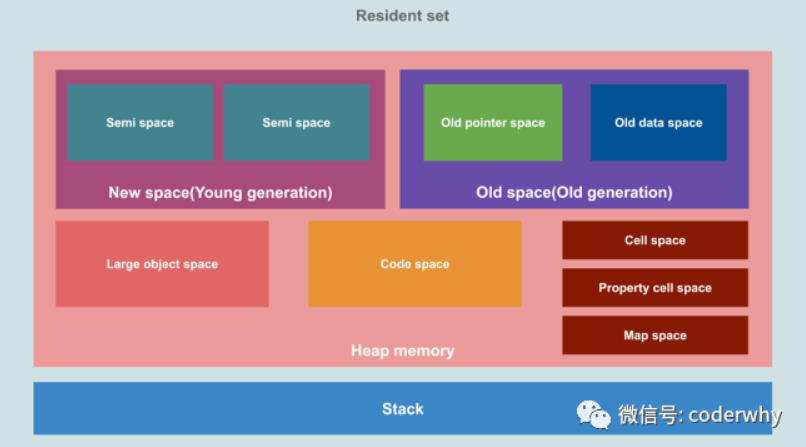 Resident set
Semi space
Semi space
Old pointer space
Old data space
New space(Young generation)
Old space(Old generation)
Large object space
Code space
Cell space
Property cell space
Map space
Heap memory
Stack
微信号: coderwhy